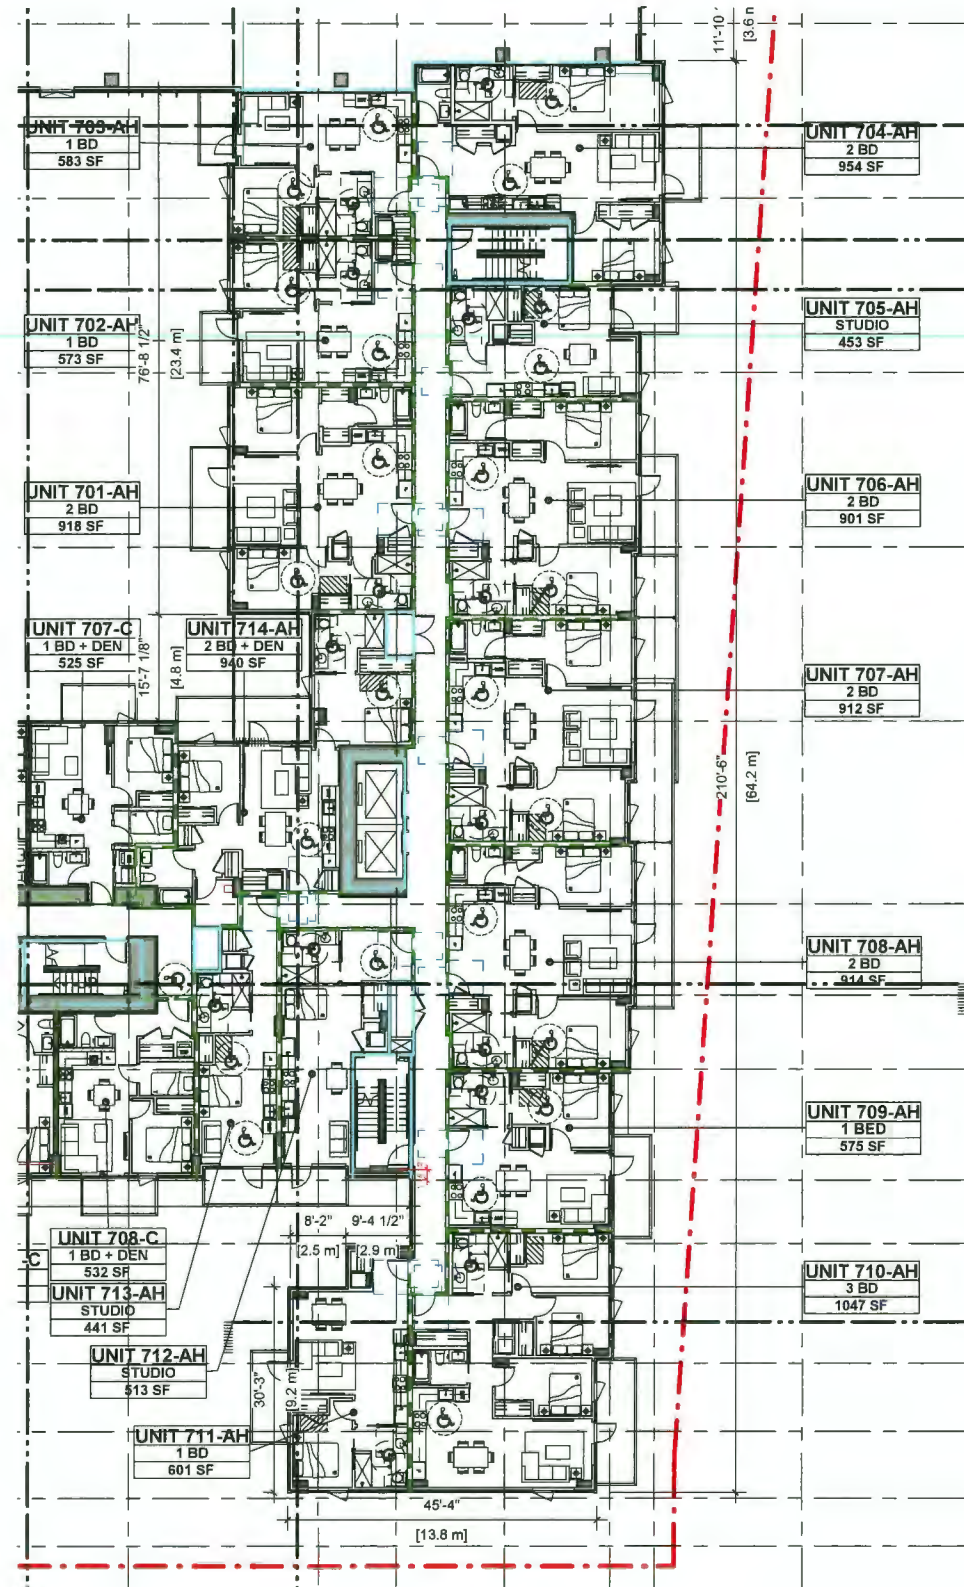 11'-10
[3.6 m
UNIT 703-AH
1 BD
583 SF
UNIT 704-AH
2 BD
954 SF
UNIT 702-AH
1 BD
573 SF
76'-8 1/2"
[23.4 m]
UNIT 705-AH
STUDIO
453 SF
UNIT 701-AH
2 BD
918 SF
UNIT 706-AH
2 BD
901 SF
UNIT 707-C
1 BD + DEN
525 SF
15'-7 1/8"
[4.8 m]
UNIT 714-AH
2 BD + DEN
940 SF
UNIT 707-AH
2 BD
912 SF
210'-6"
[64.2 m]
UNIT 708-AH
2 BD
914 SF
UNIT 709-AH
1 BED
575 SF
8'-2"
9'-4 1/2"
[2.5 m]
[2.9 m]
UNIT 708-C
1 BD + DEN
532 SF
-C
UNIT 710-AH
3 BD
1047 SF
UNIT 713-AH
STUDIO
441 SF
UNIT 712-AH
STUDIO
513 SF
30'-3"
[9.2 m]
UNIT 711-AH
1 BD
601 SF
45'-4"
[13.8 m]